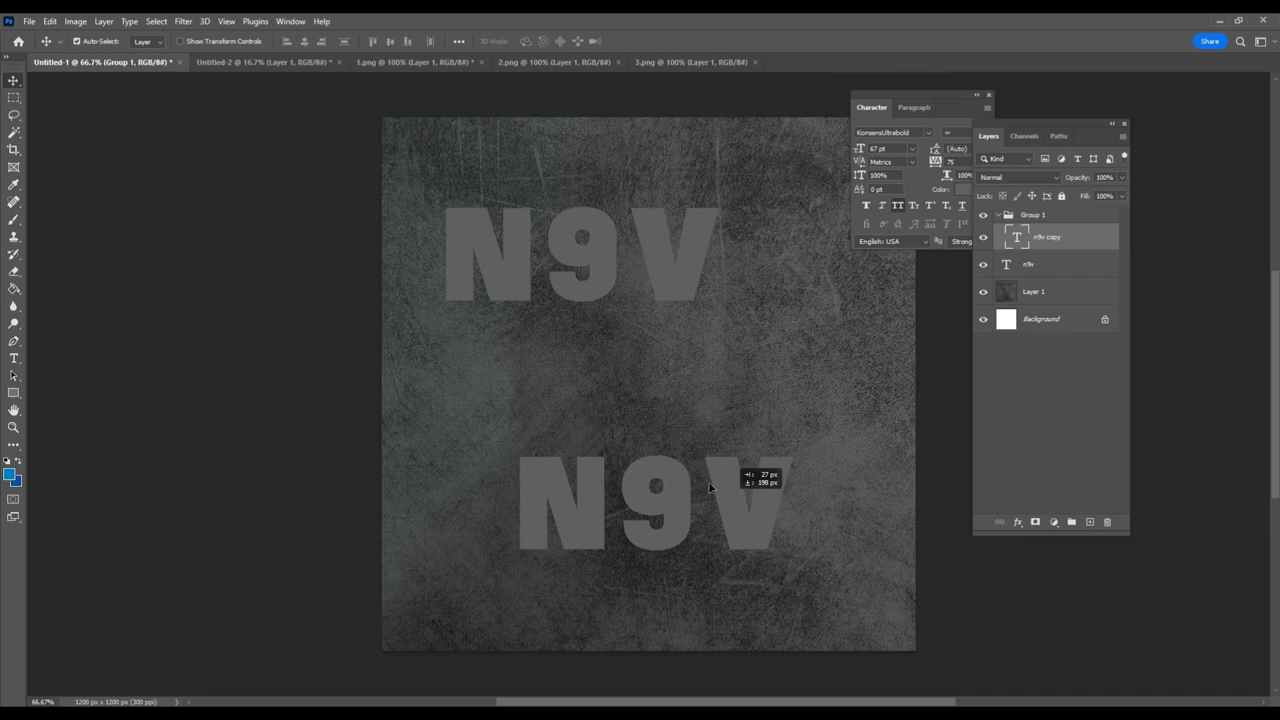 Ps File Edit Image Layer Type Select Filter 3D View Plugins Window Help
Auto-Select: Layer Show Transform Controls ••• 3D Mode: Share
Untitled-1 @ 66.7% (Group 1, RGB/8#) * × Untitled-2 @ 16.7% (Layer 1, RGB/8#) * × 1.png @ 100% (Layer 1, RGB/8#) * × 2.png @ 100% (Layer 1, RGB/8#) × 3.png @ 100% (Layer 1, RGB/8#) ×
Character Paragraph
KonsensUltrabold
67 pt (Auto)
Metrics 75
100% 100%
0 pt Color:
English: USA Strong
Layers Channels Paths
Kind
Normal Opacity: 100%
Lock: Fill: 100%
Group 1
n9v copy
n9v
Layer 1
Background
N9V
N9V
27 px
198 px
66.67% 1200 px x 1200 px (300 ppi)